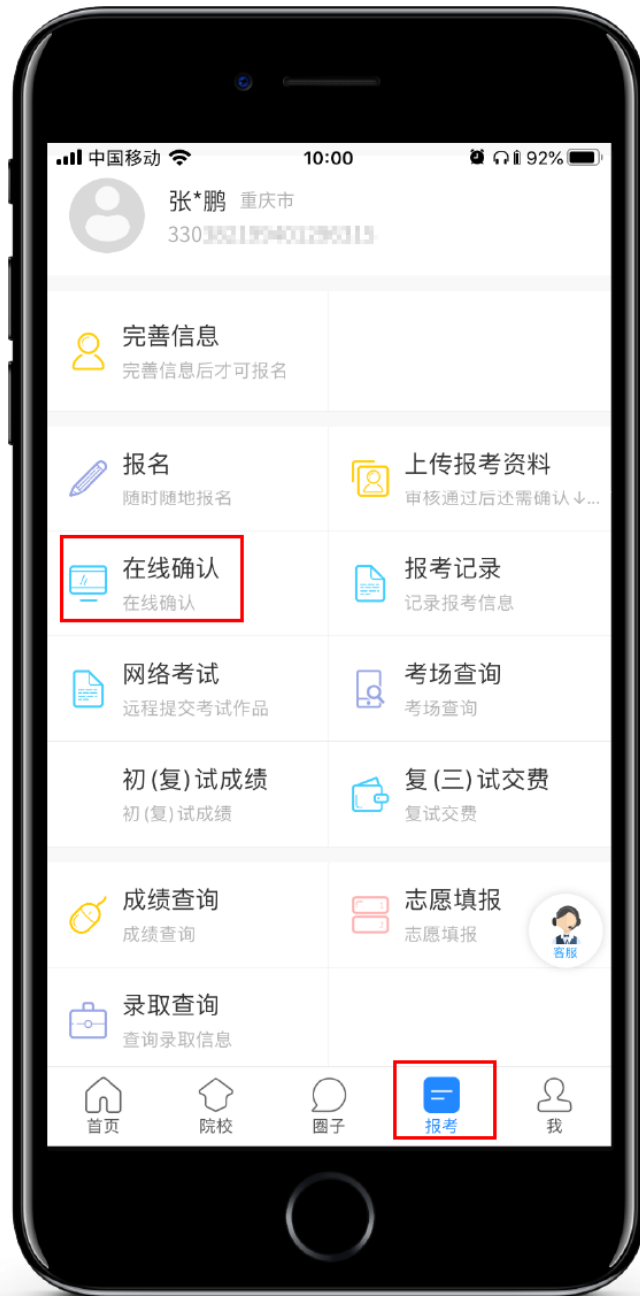 中国移动 10:00 92%
张*鹏 重庆市
330
完善信息
完善信息后才可报名
报名 上传报考资料
随时随地报名 审核通过后还需确认↓...
在线确认 报考记录
在线确认 记录报考信息
网络考试 考场查询
远程提交考试作品 考场查询
初(复)试成绩 复(三)试交费
初(复)试成绩 复试交费
成绩查询 志愿填报
成绩查询 志愿填报
客服
录取查询
查询录取信息
首页 院校 圈子 报考 我